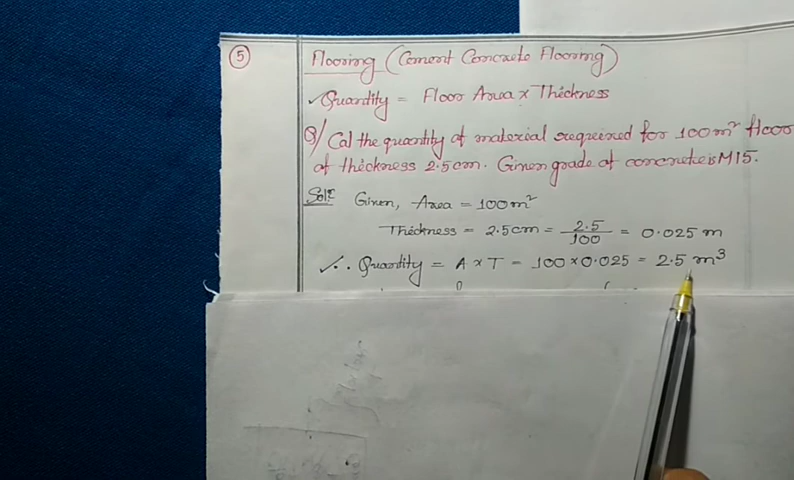 5 Flooring (Cement Concrete Flooring)
Quantity = Floor Area x Thickness
Q/ Cal the quantity of material required for 100m² floor
of thickness 2.5cm. Given grade of concrete is M15.
Solⁿ Given, Area = 100m²
Thickness = 2.5cm = 2.5/100 = 0.025 m
∴ Quantity = A x T = 100 x 0.025 = 2.5 m³